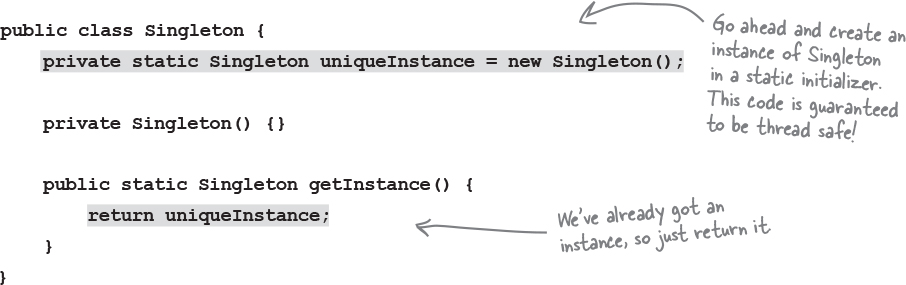 public class Singleton {
private static Singleton uniqueInstance = new Singleton();
private Singleton() {}
public static Singleton getInstance() {
return uniqueInstance;
}
}
Go ahead and create an
instance of Singleton
in a static initializer.
This code is guaranteed
to be thread safe!
We've already got an
instance, so just return it